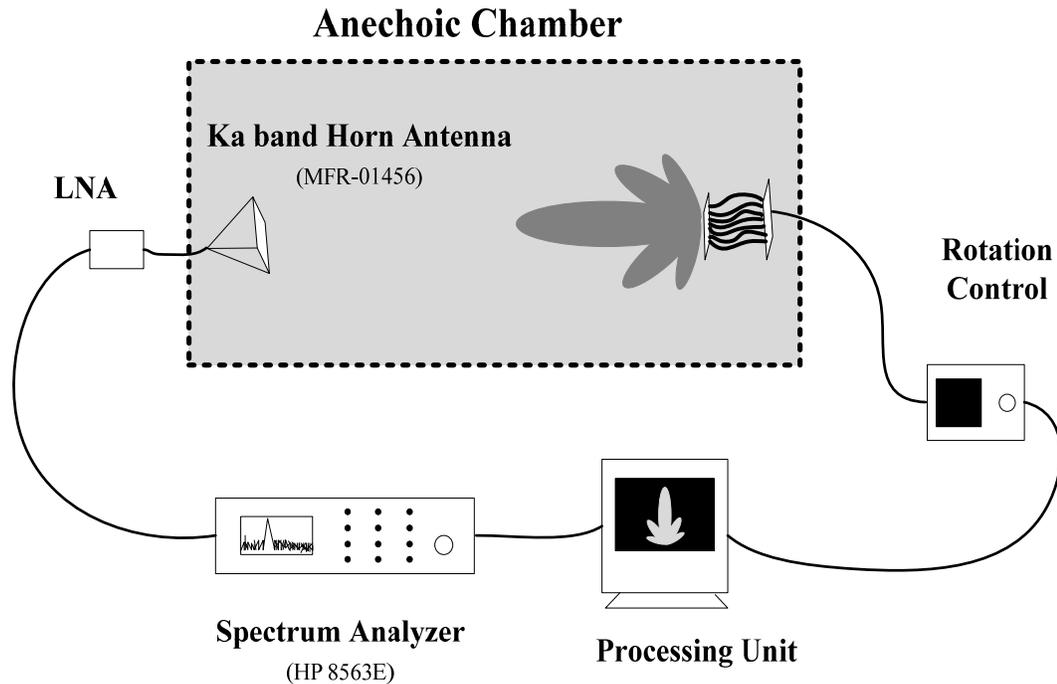 Anechoic Chamber
Ka band Horn Antenna
(MFR-01456)
LNA
Rotation
Control
Spectrum Analyzer
(HP 8563E)
Processing Unit